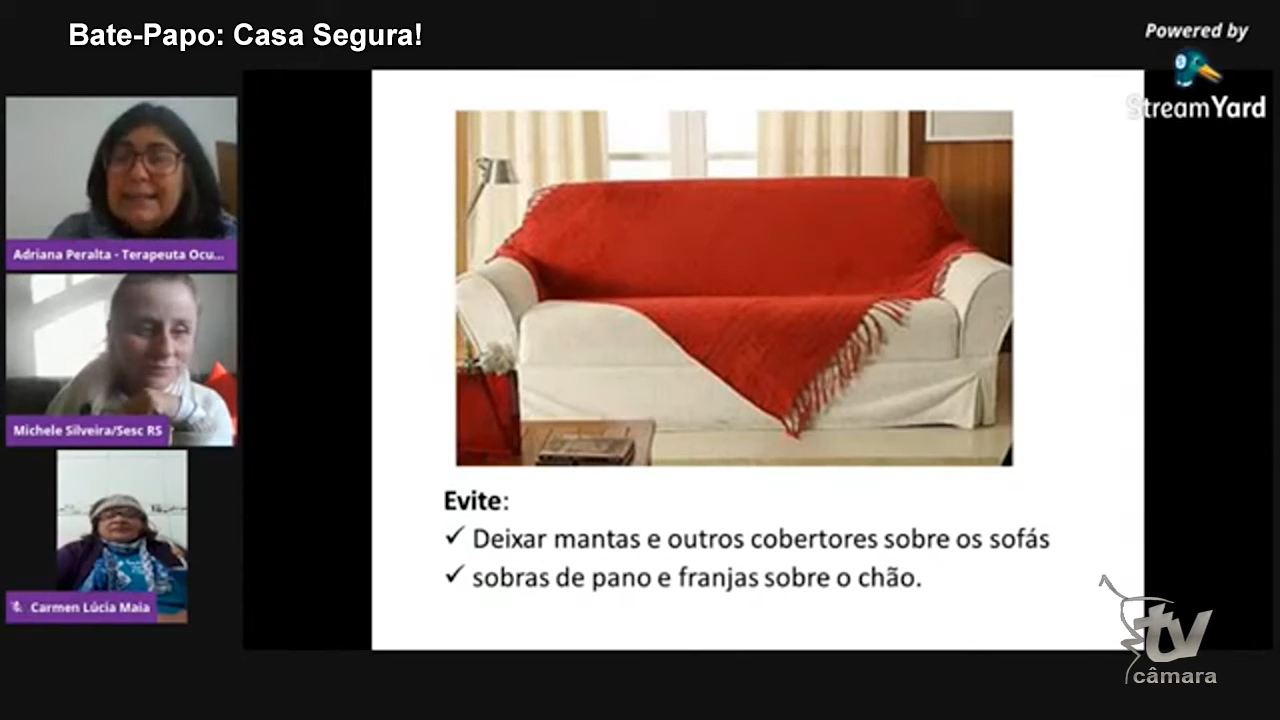 Bate-Papo: Casa Segura!
Powered by
StreamYard
Adriana Peralta - Terapeuta Ocu...
Michele Silveira/Sesc RS
Carmen Lúcia Maia
Evite:
✓ Deixar mantas e outros cobertores sobre os sofás
✓ sobras de pano e franjas sobre o chão.
tv
câmara